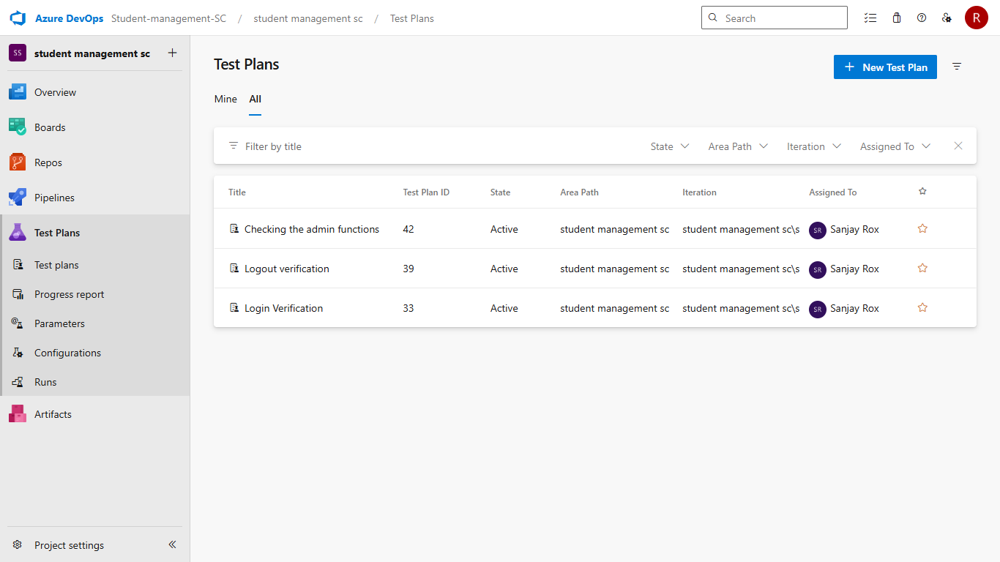 Azure DevOps Student-management-SC / student management sc / Test Plans Search R
SS student management sc
Overview
Boards
Repos
Pipelines
Test Plans
Test plans
Progress report
Parameters
Configurations
Runs
Artifacts
Project settings
Test Plans
New Test Plan
Mine All
Filter by title State Area Path Iteration Assigned To
Title Test Plan ID State Area Path Iteration Assigned To
Checking the admin functions 42 Active student management sc student management sc\s SR Sanjay Rox
Logout verification 39 Active student management sc student management sc\s SR Sanjay Rox
Login Verification 33 Active student management sc student management sc\s SR Sanjay Rox